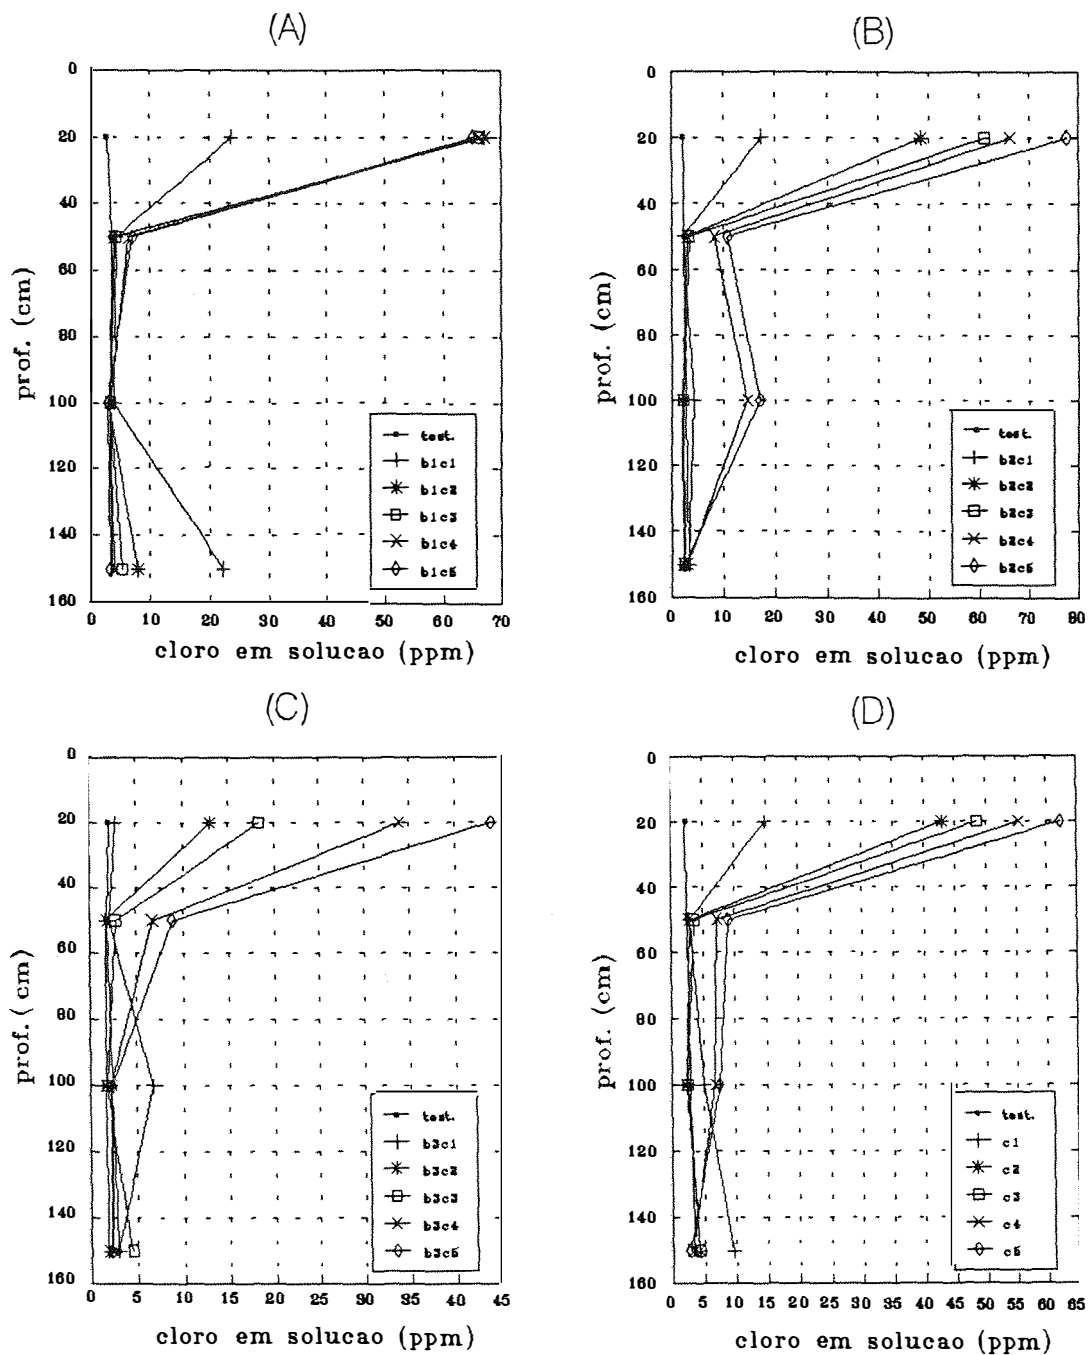 (A)
prof. (cm)
0
20
40
60
80
100
120
140
160
0 10 20 30 40 50 60 70
cloro em solucao (ppm)
test.
b1c1
b1c2
b1c3
b1c4
b1c5
(B)
prof. (cm)
0
20
40
60
80
100
120
140
160
0 10 20 30 40 50 60 70 80
cloro em solucao (ppm)
test.
b2c1
b2c2
b2c3
b2c4
b2c5
(C)
prof. (cm)
0
20
40
60
80
100
120
140
160
0 5 10 15 20 25 30 35 40 45
cloro em solucao (ppm)
test.
b3c1
b3c2
b3c3
b3c4
b3c5
(D)
prof. (cm)
0
20
40
60
80
100
120
140
160
0 5 10 15 20 25 30 35 40 45 50 55 60 65
cloro em solucao (ppm)
test.
c1
c2
c3
c4
c5